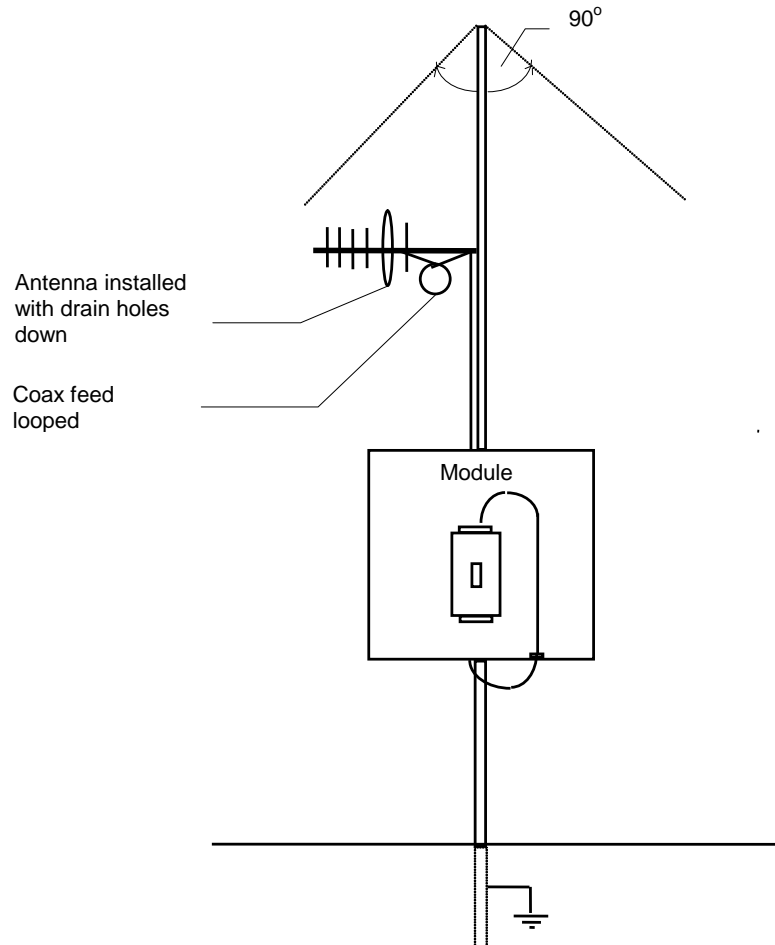 90°
Antenna installed
with drain holes
down
Coax feed
looped
Module